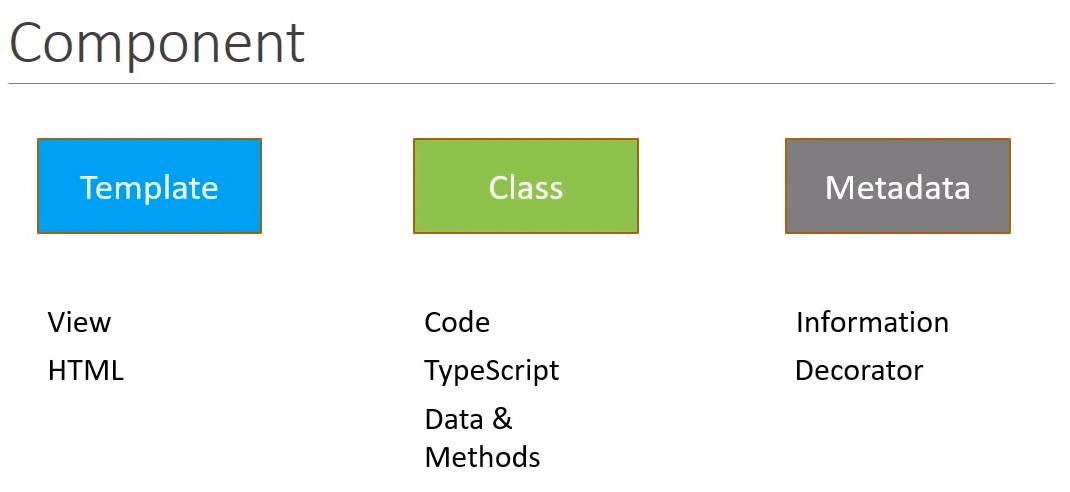 Component
Template
Class
Metadata
View
HTML
Code
TypeScript
Data &
Methods
Information
Decorator